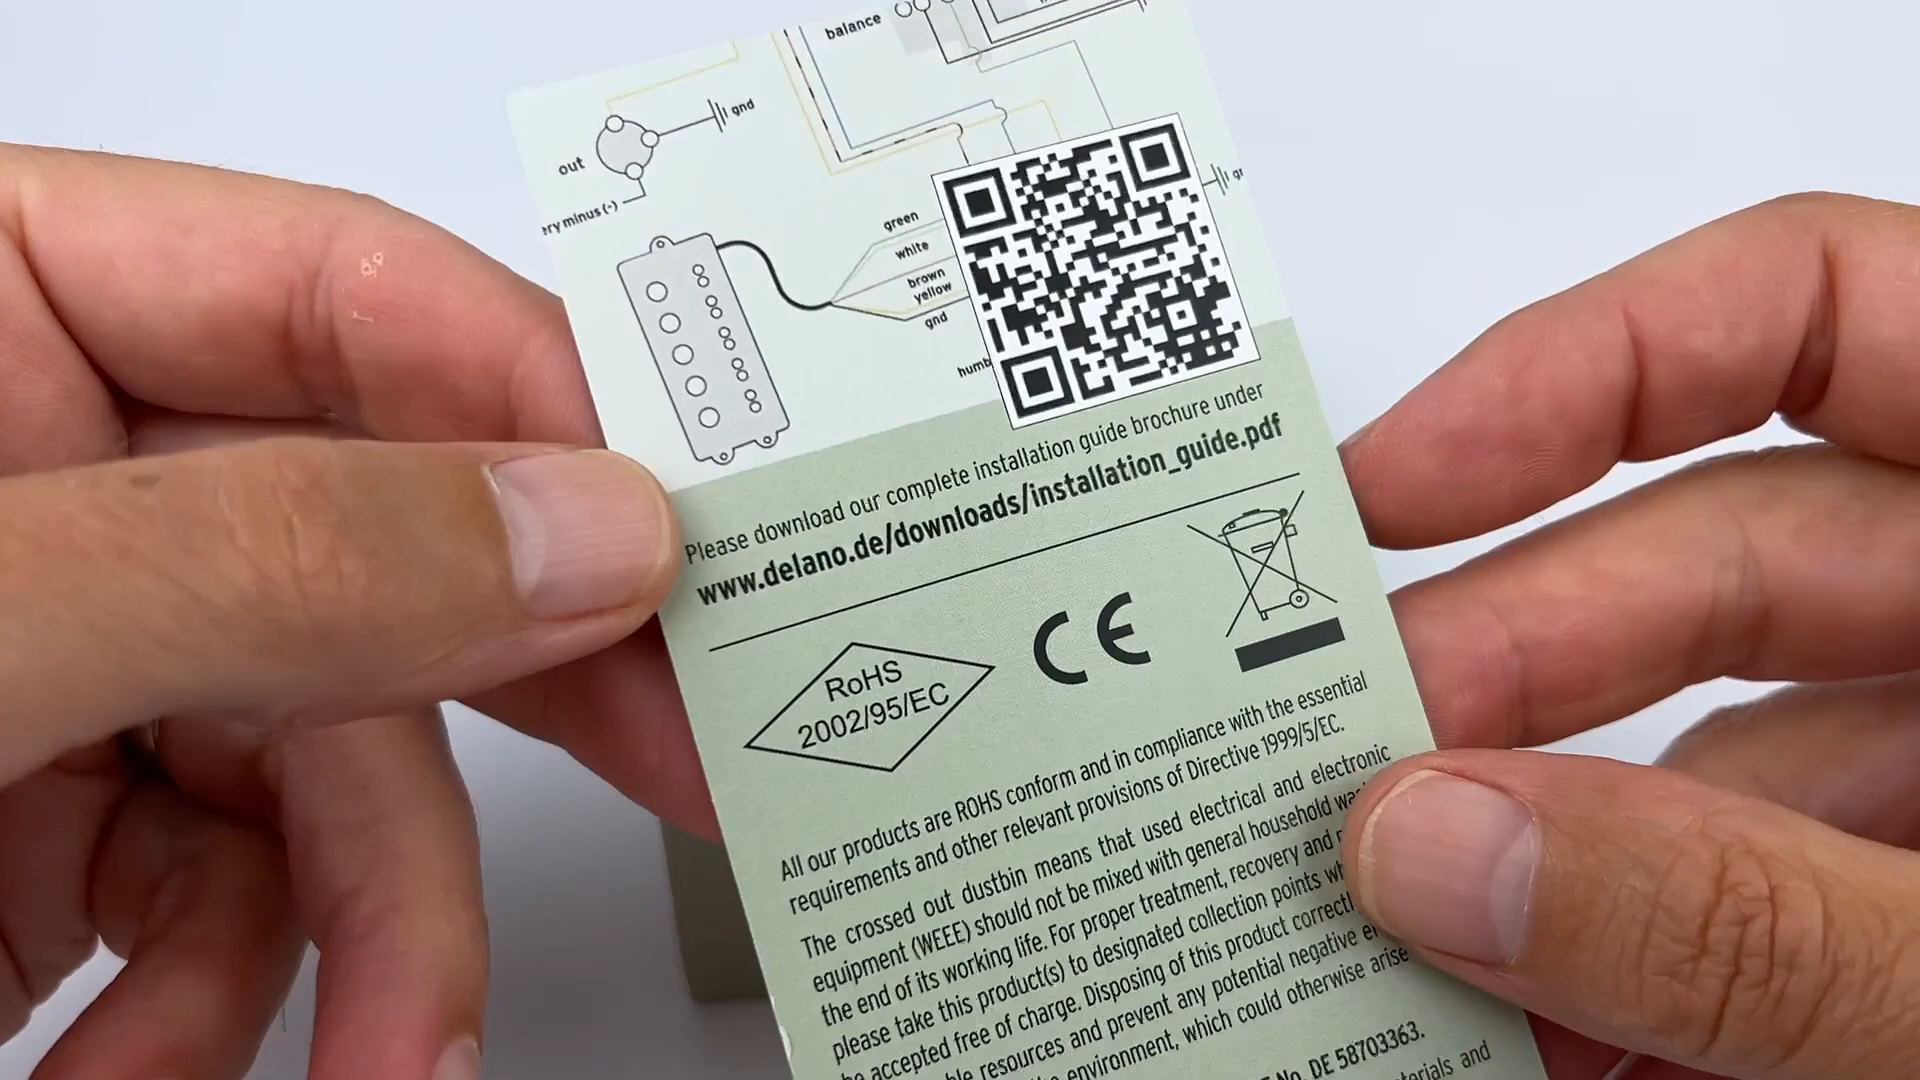 balance
gnd
out
ery minus (-)
green
white
brown
yellow
gnd
humb
Please download our complete installation guide brochure under
www.delano.de/downloads/installation_guide.pdf
RoHS
2002/95/EC
CE
All our products are ROHS conform and in compliance with the essential
requirements and other relevant provisions of Directive 1999/5/EC.
The crossed out dustbin means that used electrical and electronic
equipment (WEEE) should not be mixed with general household
the end of its working life. For proper treatment, recovery and
please take this product(s) to designated collection points
be accepted free of charge. Disposing of this product
resources and prevent any potential negative
environment, which could otherwise arise
No. DE 58703363.
and